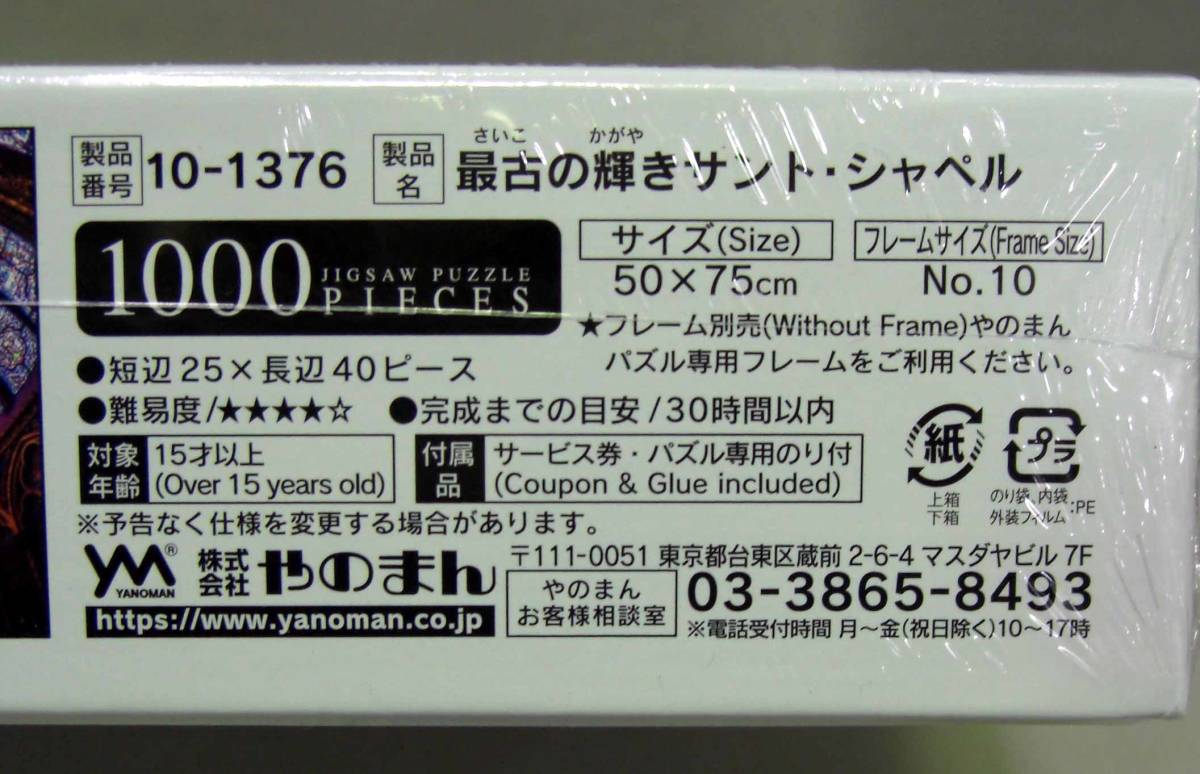 製品番号 10-1376 製品名 最古の輝きサント・シャペル
さいこ かがや
1000 JIGSAW PUZZLE PIECES
サイズ(Size) フレームサイズ(Frame Size)
50×75cm No.10
★フレーム別売(Without Frame)やのまん
パズル専用フレームをご利用ください。
●短辺25×長辺40ピース
●難易度/★★★★☆ ●完成までの目安/30時間以内
対象年齢 15才以上
(Over 15 years old)
付属品 サービス券・パズル専用のり付
(Coupon & Glue included)
紙 上箱 下箱
プラ のり袋、内袋、外装フィルム:PE
※予告なく仕様を変更する場合があります。
YM® YANOMAN 株式会社 やのまん
https://www.yanoman.co.jp
〒111-0051 東京都台東区蔵前 2-6-4 マスダヤビル 7F
やのまんお客様相談室 03-3865-8493
※電話受付時間 月～金(祝日除く)10～17時